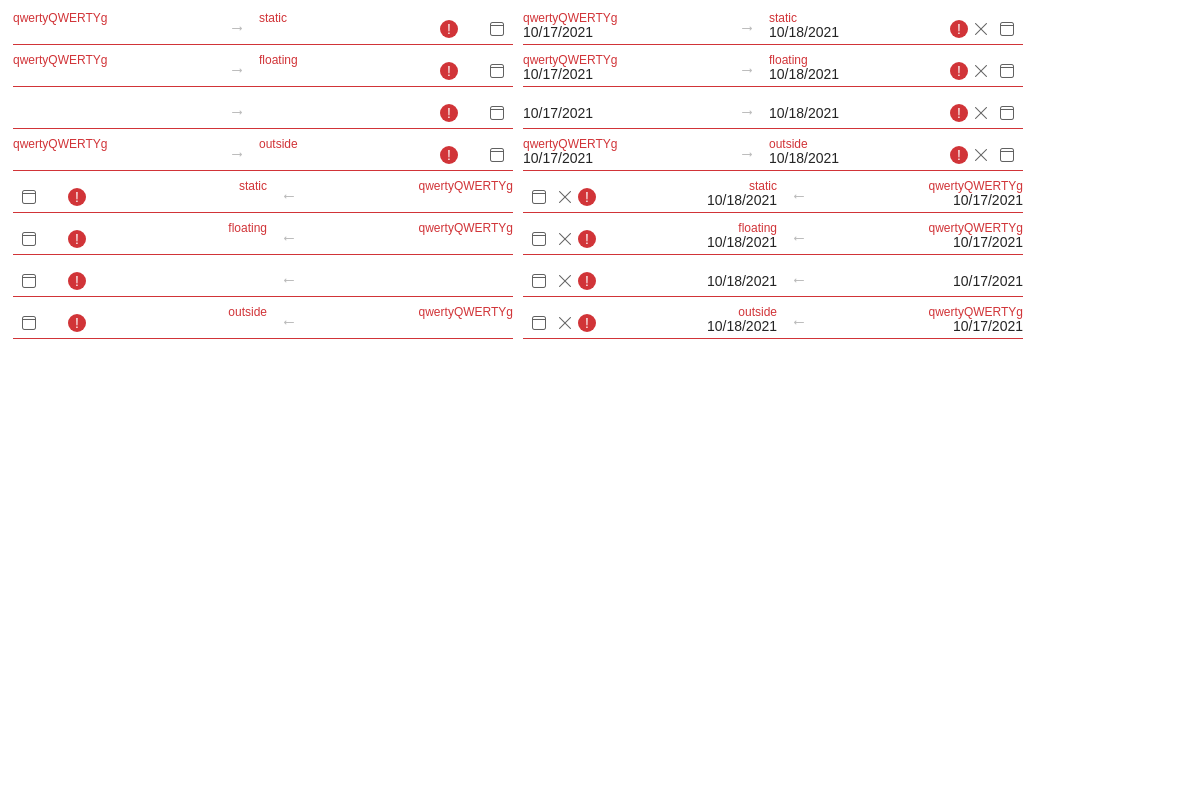 qwertyQWERTYg → static !
qwertyQWERTYg → static !
10/17/2021 10/18/2021
qwertyQWERTYg → floating !
qwertyQWERTYg → floating !
10/17/2021 10/18/2021
→ !
10/17/2021 → 10/18/2021 !
qwertyQWERTYg → outside !
qwertyQWERTYg → outside !
10/17/2021 10/18/2021
! static ← qwertyQWERTYg
! static ← qwertyQWERTYg
10/18/2021 10/17/2021
! floating ← qwertyQWERTYg
! floating ← qwertyQWERTYg
10/18/2021 10/17/2021
! ←
! 10/18/2021 ← 10/17/2021
! outside ← qwertyQWERTYg
! outside ← qwertyQWERTYg
10/18/2021 10/17/2021